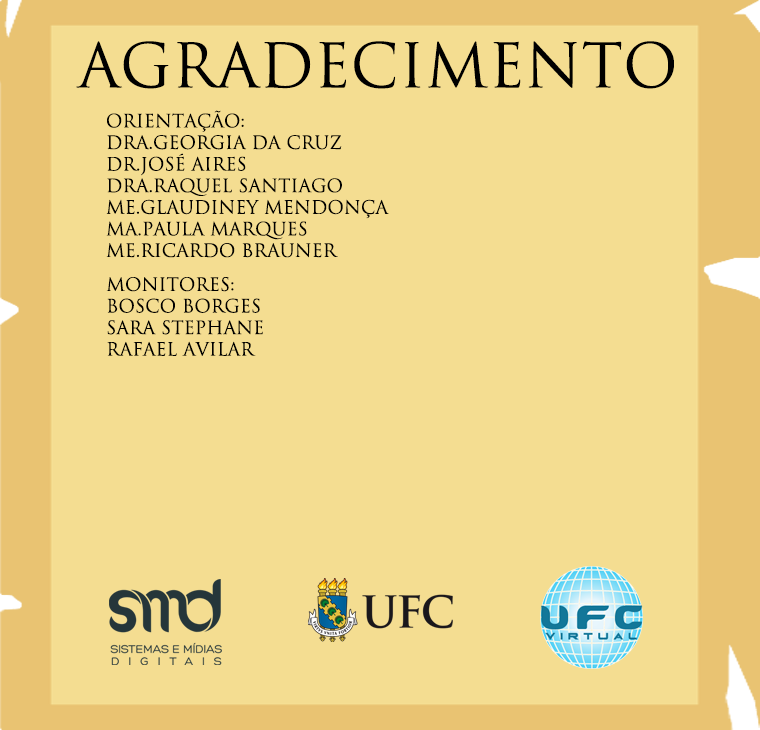 AGRADECIMENTO
ORIENTAÇÃO:
DRA.GEORGIA DA CRUZ
DR.JOSÉ AIRES
DRA.RAQUEL SANTIAGO
ME.GLAUDINEY MENDONÇA
MA.PAULA MARQUES
ME.RICARDO BRAUNER
MONITORES:
BOSCO BORGES
SARA STEPHANE
RAFAEL AVILAR
smd
SISTEMAS E MÍDIAS
DIGITAIS
UFC
UFC
VIRTUAL